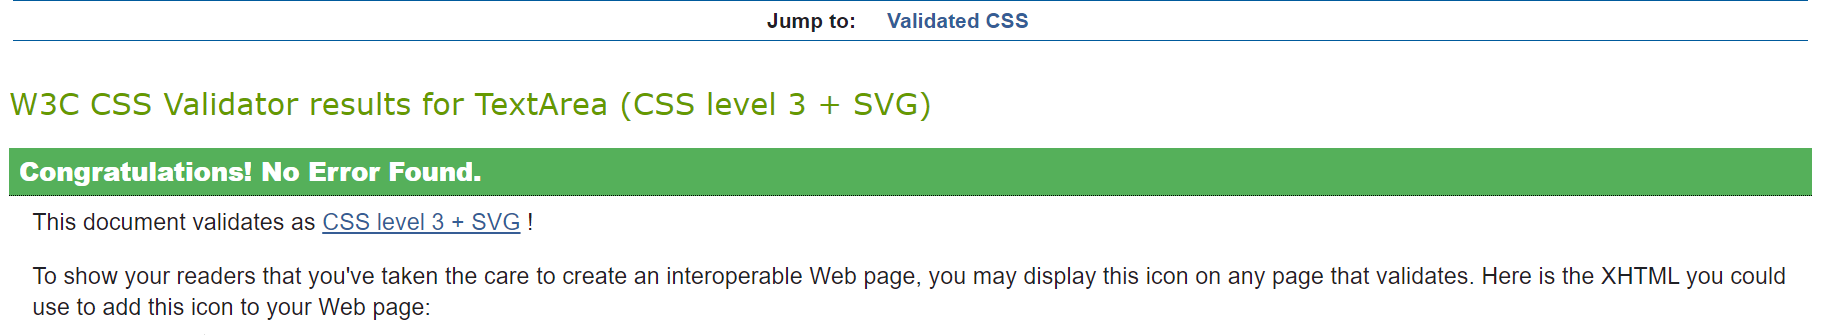 Jump to: Validated CSS
W3C CSS Validator results for TextArea (CSS level 3 + SVG)
Congratulations! No Error Found.
This document validates as CSS level 3 + SVG !
To show your readers that you've taken the care to create an interoperable Web page, you may display this icon on any page that validates. Here is the XHTML you could
use to add this icon to your Web page: